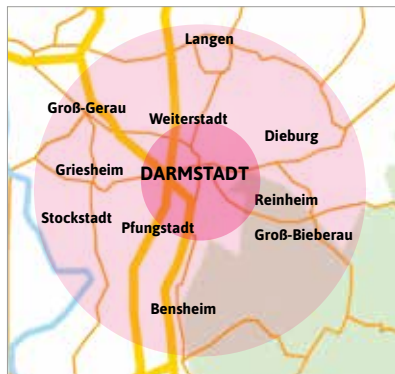 Langen
Groß-Gerau
Weiterstadt
Dieburg
Griesheim
DARMSTADT
Reinheim
Stockstadt
Pfungstadt
Groß-Bieberau
Bensheim